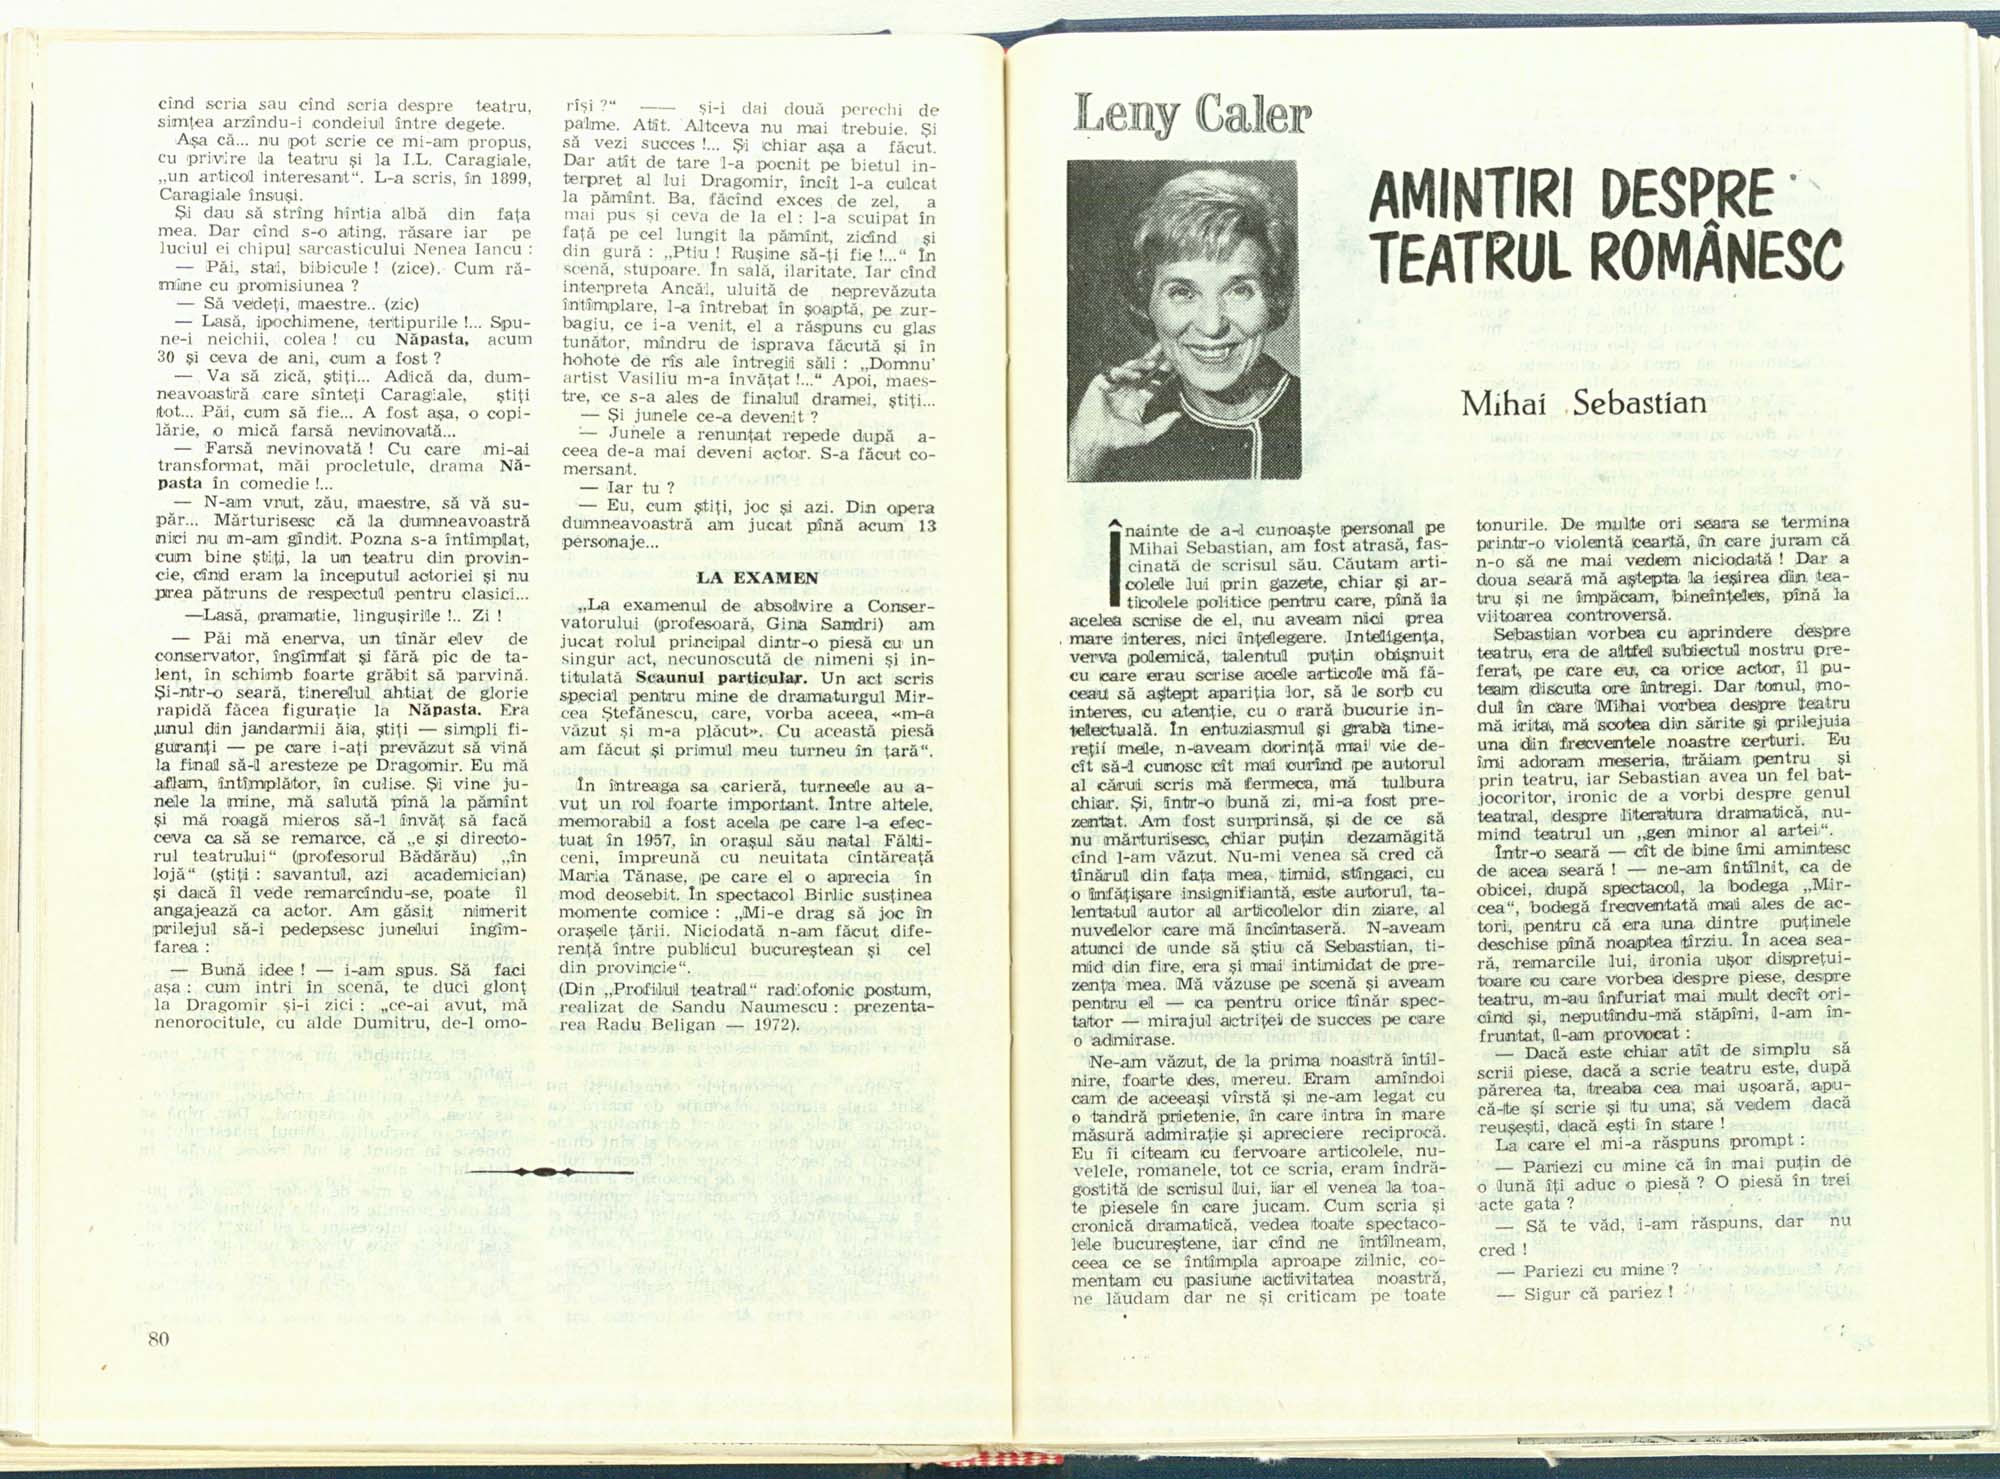 cînd scria sau cînd scria despre teatru,
simțea arzîndu-i condeiul între degete.
Așa că... nu pot scrie ce mi-am propus,
cu privire la teatru și la I.L. Caragiale,
„un articol interesant“. L-a scris, în 1899,
Caragiale însuși.
Și dau să strîng hîrtia albă din fața
mea. Dar cînd s-o ating, răsare iar pe
luciul ei chipul sarcasticului Nenea Iancu :
— Păi, stai, bibicule ! (zice). Cum ră-
mîne cu promisiunea ?
— Să vedeți, maestre.. (zic)
— Lasă, ipochimene, tertipurile !... Spu-
ne-i neichii, colea ! cu Năpasta, acum
30 și ceva de ani, cum a fost ?
— Va să zică, știți... Adică da, dum-
neavoastră care sînteți Caragiale, știți
tot... Păi, cum să fie... A fost așa, o copi-
lărie, o mică farsă nevinovată...
— Farsă nevinovată ! Cu care mi-ai
transformat, măi procletule, drama Nă-
pasta în comedie !...
— N-am vrut, zău, maestre, să vă su-
păr... Mărturisesc că la dumneavoastră
nici nu m-am gîndit. Pozna s-a întîmplat,
cum bine știți, la un teatru din provin-
cie, cînd eram la începutul actoriei și nu
prea pătruns de respectul pentru clasici...
—Lasă, pramatie, lingușirile !.. Zi !
— Păi mă enerva, un tînăr elev de
conservator, îngîmfat și fără pic de ta-
lent, în schimb foarte grăbit să parvină.
Și-ntr-o seară, tinerelul ahtiat de glorie
rapidă făcea figurație la Năpasta. Era
unul din jandarmii ăia, știți — simpli fi-
guranți — pe care i-ați prevăzut să vină
la final să-l aresteze pe Dragomir. Eu mă
aflam, întîmplător, în culise. Și vine ju-
nele la mine, mă salută pînă la pămînt
și mă roagă mieros să-l învăț să facă
ceva ca să se remarce, că „e și directo-
rul teatrului“ (profesorul Bădărău) „în
lojă“ (știți : savantul, azi academician)
și dacă îl vede remarcîndu-se, poate îl
angajează ca actor. Am găsit nimerit
prilejul să-i pedepsesc junelui îngîm-
farea :
— Bună idee ! — i-am spus. Să faci
așa : cum intri în scenă, te duci glonț
la Dragomir și-i zici : „ce-ai avut, mă
nenorocitule, cu alde Dumitru, de-l omo-
rîși ?“ —— și-i dai două perechi de
palme. Atît. Altceva nu mai trebuie. Și
să vezi succes !... Și chiar așa a făcut.
Dar atît de tare l-a pocnit pe bietul in-
terpret al lui Dragomir, încît l-a culcat
la pămînt. Ba, făcînd exces de zel, a
mai pus și ceva de la el : l-a scuipat în
față pe cel lungit la pămînt, zicînd și
din gură : „Ptiu ! Rușine să-ți fie !...“ În
scenă, stupoare. În sală, ilaritate. Iar cînd
interpreta Ancăi, uluită de neprevăzuta
întîmplare, l-a întrebat în șoaptă, pe zur-
bagiu, ce i-a venit, el a răspuns cu glas
tunător, mîndru de isprava făcută și în
hohote de rîs ale întregii săli : „Domnu'
artist Vasiliu m-a învățat !...“ Apoi, maes-
tre, ce s-a ales de finalul dramei, știți...
— Și junele ce-a devenit ?
— Junele a renunțat repede după a-
ceea de-a mai deveni actor. S-a făcut co-
mersant.
— Iar tu ?
— Eu, cum știți, joc și azi. Din opera
dumneavoastră am jucat pînă acum 13
personaje...
LA EXAMEN
„La examenul de absolvire a Conser-
vatorului (profesoară, Gina Sandri) am
jucat rolul principal dintr-o piesă cu un
singur act, necunoscută de nimeni și in-
titulată Scaunul particular. Un act scris
special pentru mine de dramaturgul Mir-
cea Ștefănescu, care, vorba aceea, «m-a
văzut și m-a plăcut». Cu această piesă
am făcut și primul meu turneu în țară“.
În întreaga sa carieră, turneele au a-
vut un rol foarte important. Între altele,
memorabil a fost acela pe care l-a efec-
tuat în 1957, în orașul său natal Fălti-
ceni, împreună cu neuitata cîntăreață
Maria Tănase, pe care el o aprecia în
mod deosebit. În spectacol Birlic susținea
momente comice : „Mi-e drag să joc în
orașele țării. Niciodată n-am făcut dife-
rență între publicul bucureștean și cel
din provincie“.
(Din „Profilul teatral“ radiofonic postum,
realizat de Sandu Naumescu : prezenta-
rea Radu Beligan — 1972).
80
Leny Caler
AMINTIRI DESPRE
TEATRUL ROMÂNESC
Mihai Sebastian
Înainte de a-l cunoaște personal pe
Mihai Sebastian, am fost atrasă, fas-
cinată de scrisul său. Căutam arti-
colele lui prin gazete, chiar și ar-
ticolele politice pentru care, pînă la
acelea scrise de el, nu aveam nici prea
mare interes, nici înțelegere. Inteligența,
verva polemică, talentul puțin obișnuit
cu care erau scrise acele articole mă fă-
ceau să aștept apariția lor, să le sorb cu
interes, cu atenție, cu o rară bucurie in-
telectuală. În entuziasmul și graba tine-
reții mele, n-aveam dorință mai vie de-
cît să-l cunosc cît mai curînd pe autorul
al cărui scris mă fermeca, mă tulbura
chiar. Și, într-o bună zi, mi-a fost pre-
zentat. Am fost surprinsă, și de ce să
nu mărturisesc, chiar puțin dezamăgită
cînd l-am văzut. Nu-mi venea să cred că
tînărul din fața mea, timid, stîngaci, cu
o înfățișare insignifiantă, este autorul, ta-
lentatul autor al articolelor din ziare, al
nuvelelor care mă încîntaseră. N-aveam
atunci de unde să știu că Sebastian, ti-
mid din fire, era și mai intimidat de pre-
zența mea. Mă văzuse pe scenă și aveam
pentru el — ca pentru orice tînăr spec-
tator — mirajul actriței de succes pe care
o admirase.
Ne-am văzut, de la prima noastră întîl-
nire, foarte des, mereu. Eram amîndoi
cam de aceeași vîrstă și ne-am legat cu
o tandră prietenie, în care intra în mare
măsură admirație și apreciere reciprocă.
Eu îi citeam cu fervoare articolele, nu-
velele, romanele, tot ce scria, eram îndră-
gostită de scrisul lui, iar el venea la toa-
te piesele în care jucam. Cum scria și
cronică dramatică, vedea toate spectaco-
lele bucureștene, iar cînd ne întîlneam,
ceea ce se întîmpla aproape zilnic, co-
mentam cu pasiune activitatea noastră,
ne lăudam dar ne și criticam pe toate
tonurile. De multe ori seara se termina
printr-o violentă ceartă, în care juram că
n-o să ne mai vedem niciodată ! Dar a
doua seară mă aștepta la ieșirea din tea-
tru și ne împăcam, bineînțeles, pînă la
viitoarea controversă.
Sebastian vorbea cu aprindere despre
teatru, era de altfel subiectul nostru pre-
ferat, pe care eu, ca orice actor, îl pu-
team discuta ore întregi. Dar tonul, mo-
dul în care Mihai vorbea despre teatru
mă irita, mă scotea din sărite și prilejuia
una din frecventele noastre certuri. Eu
îmi adoram meseria, trăiam pentru și
prin teatru, iar Sebastian avea un fel bat-
jocoritor, ironic de a vorbi despre genul
teatral, despre literatura dramatică, nu-
mind teatrul un „gen minor al artei“.
Într-o seară — cît de bine îmi amintesc
de acea seară ! — ne-am întîlnit, ca de
obicei, după spectacol, la bodega „Mir-
cea“, bodegă frecventată mai ales de ac-
tori, pentru că era una dintre puținele
deschise pînă noaptea tîrziu. În acea sea-
ră, remarcile lui, ironia ușor disprețui-
toare cu care vorbea despre piese, despre
teatru, m-au înfuriat mai mult decît ori-
cînd și, neputîndu-mă stăpîni, l-am în-
fruntat, l-am provocat :
— Dacă este chiar atît de simplu să
scrii piese, dacă a scrie teatru este, după
părerea ta, treaba cea mai ușoară, apu-
că-te și scrie și tu una, să vedem dacă
reușești, dacă ești în stare !
La care el mi-a răspuns prompt :
— Pariezi cu mine că în mai puțin de
o lună îți aduc o piesă ? O piesă în trei
acte gata ?
— Să te văd, i-am răspuns, dar nu
cred !
— Pariezi cu mine ?
— Sigur că pariez !